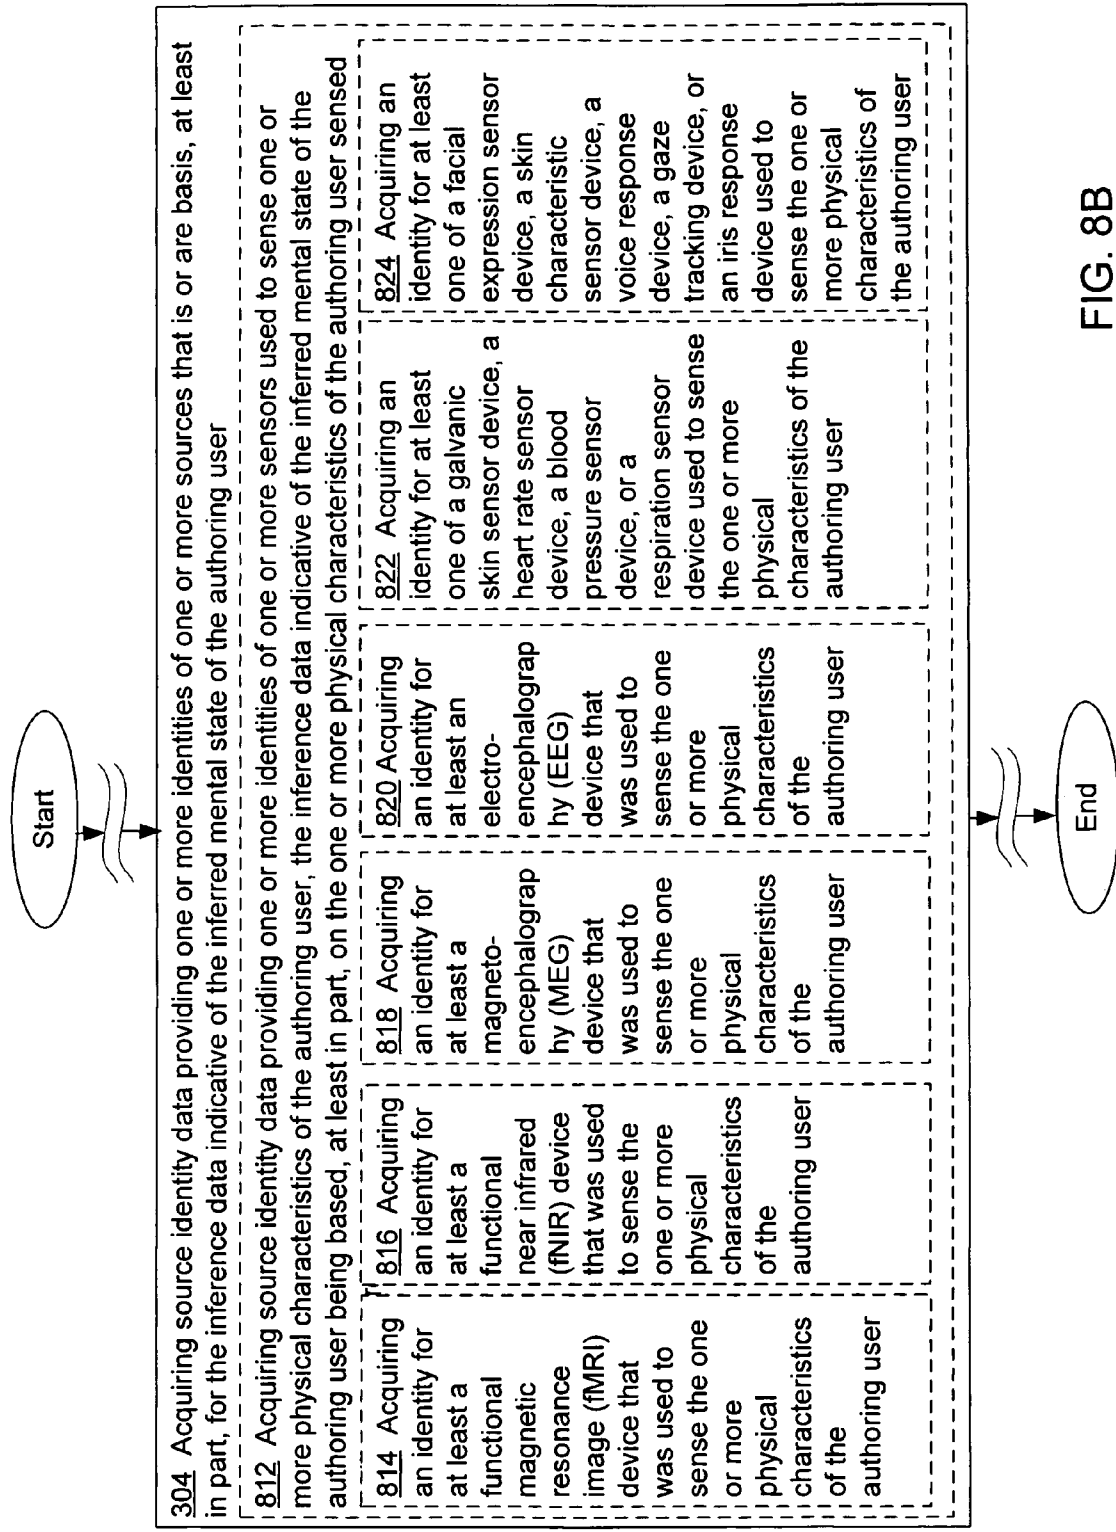 Start
304 Acquiring source identity data providing one or more identities of one or more sources that is or are basis, at least
in part, for the inference data indicative of the inferred mental state of the authoring user
812 Acquiring source identity data providing one or more identities of one or more sensors used to sense one or
more physical characteristics of the authoring user, the inference data indicative of the inferred mental state of the
authoring user being based, at least in part, on the one or more physical characteristics of the authoring user sensed
814 Acquiring
an identity for
at least a
functional
magnetic
resonance
image (fMRI)
device that
was used to
sense the one
or more
physical
characteristics
of the
authoring user
816 Acquiring
an identity for
at least a
functional
near infrared
(fNIR) device
that was used
to sense the
one or more
physical
characteristics
of the
authoring user
818 Acquiring
an identity for
at least a
magneto-
encephalograp
hy (MEG)
device that
was used to
sense the one
or more
physical
characteristics
of the
authoring user
820 Acquiring
an identity for
at least an
electro-
encephalograp
hy (EEG)
device that
was used to
sense the one
or more
physical
characteristics
of the
authoring user
822 Acquiring an
identity for at least
one of a galvanic
skin sensor device, a
heart rate sensor
device, a blood
pressure sensor
device, or a
respiration sensor
device used to sense
the one or more
physical
characteristics of the
authoring user
824 Acquiring an
identity for at least
one of a facial
expression sensor
device, a skin
characteristic
sensor device, a
voice response
device, a gaze
tracking device, or
an iris response
device used to
sense the one or
more physical
characteristics of
the authoring user
End
FIG. 8B